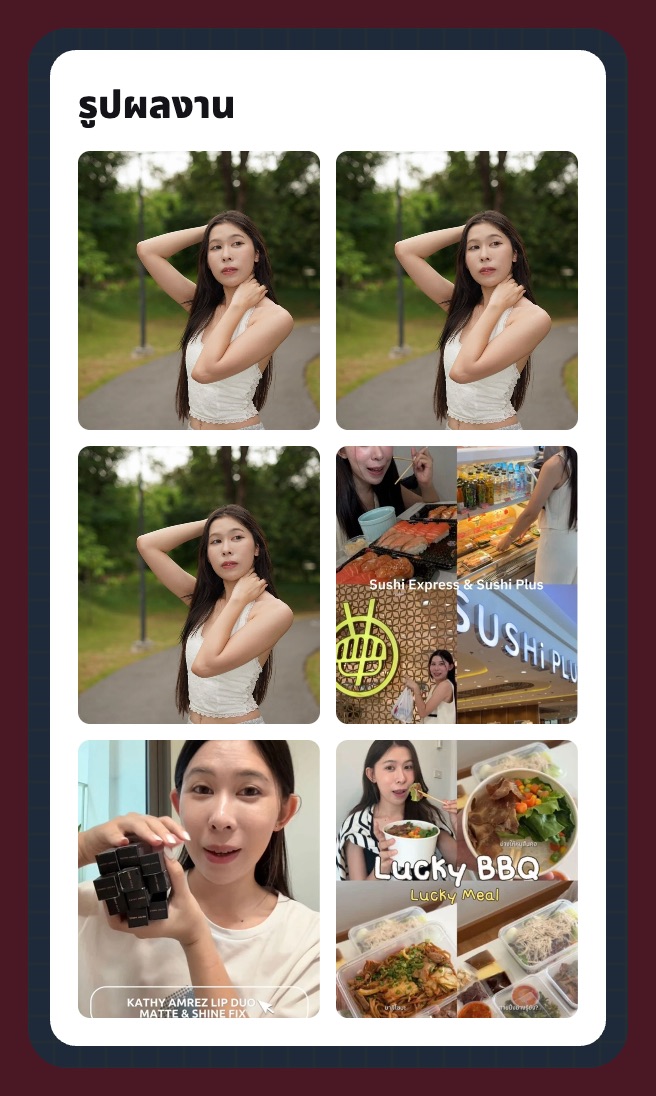 รูปผลงาน
Sushi Express & Sushi Plus
SUSHi PLU
Lucky BBQ
Lucky Meal
KATHY AMREZ LIP DUO
MATTE & SHINE FIX